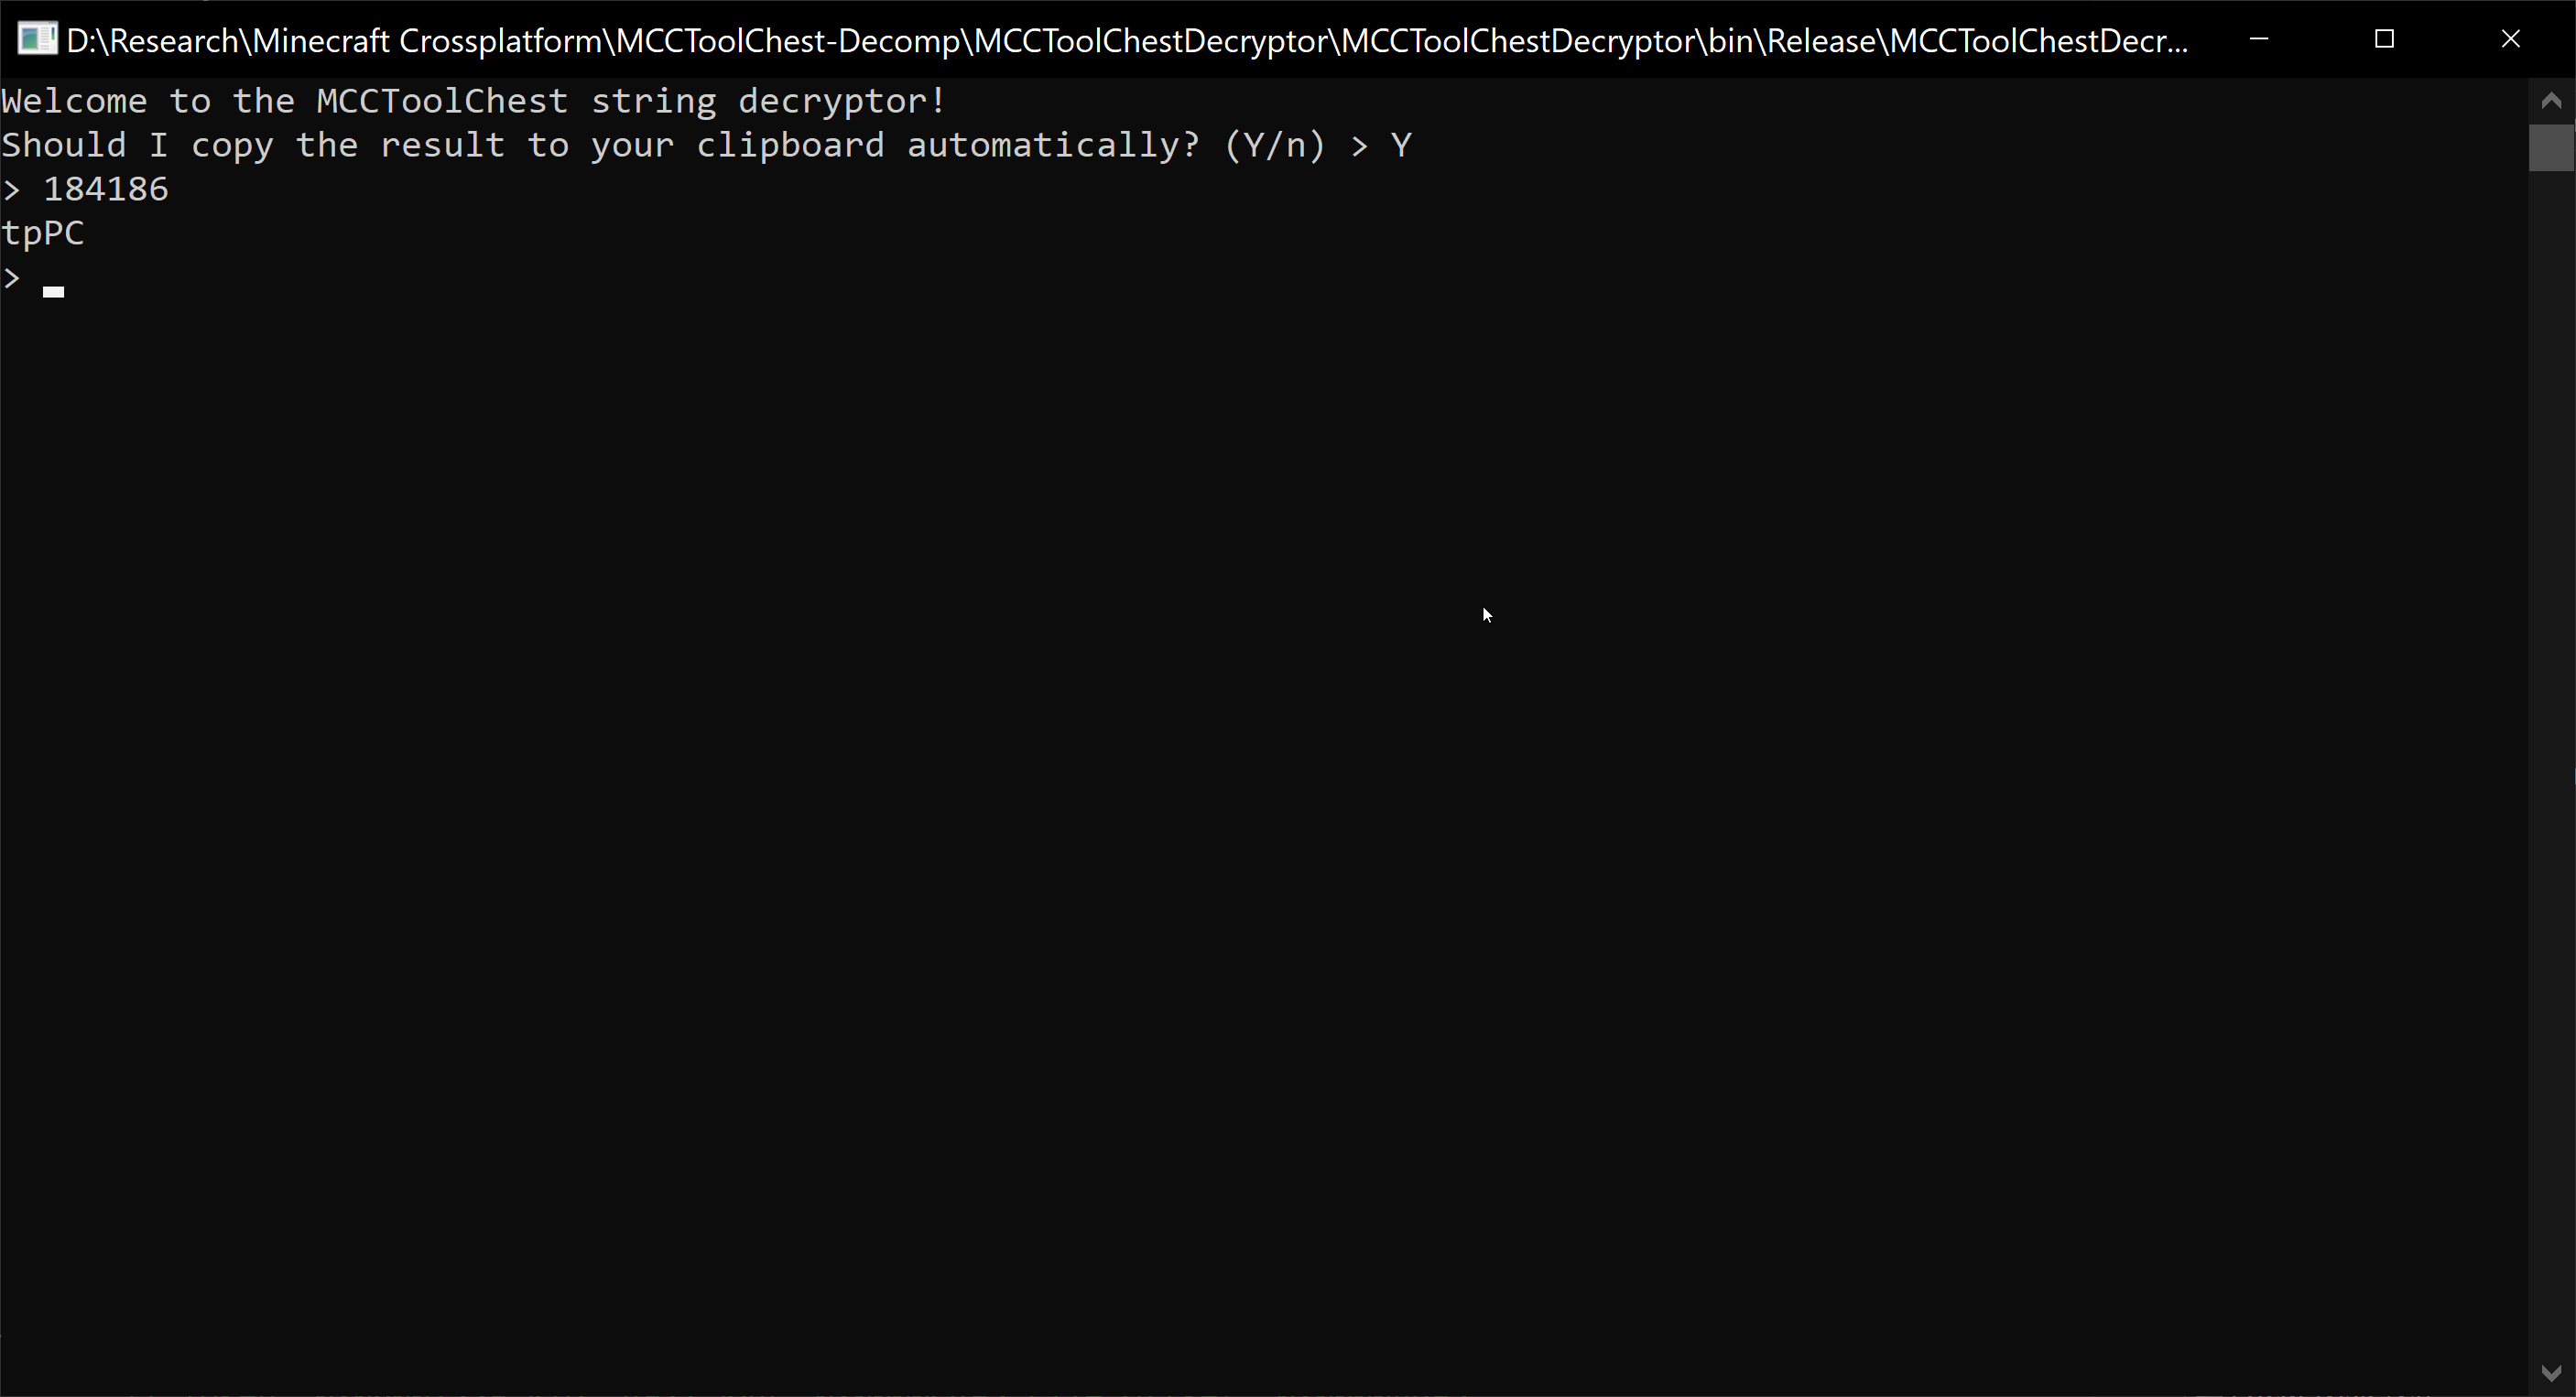 D:\Research\Minecraft Crossplatform\MCCToolChest-Decomp\MCCToolChestDecryptor\MCCToolChestDecryptor\bin\Release\MCCToolChestDecr...
Welcome to the MCCToolChest string decryptor!
Should I copy the result to your clipboard automatically? (Y/n) > Y
> 184186
tpPC
>